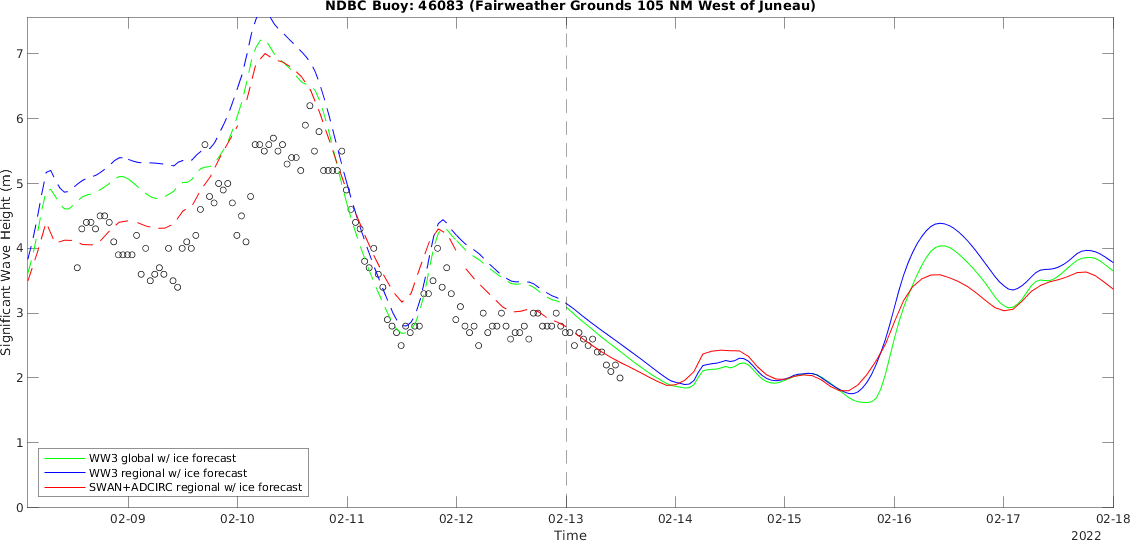 NDBC Buoy: 46083 (Fairweather Grounds 105 NM West of Juneau)
7
6
5
4
3
2
1
0
Significant Wave Height (m)
WW3 global w/ ice forecast
WW3 regional w/ ice forecast
SWAN+ADCIRC regional w/ ice forecast
02-09 02-10 02-11 02-12 02-13 02-14 02-15 02-16 02-17 02-18
Time
2022